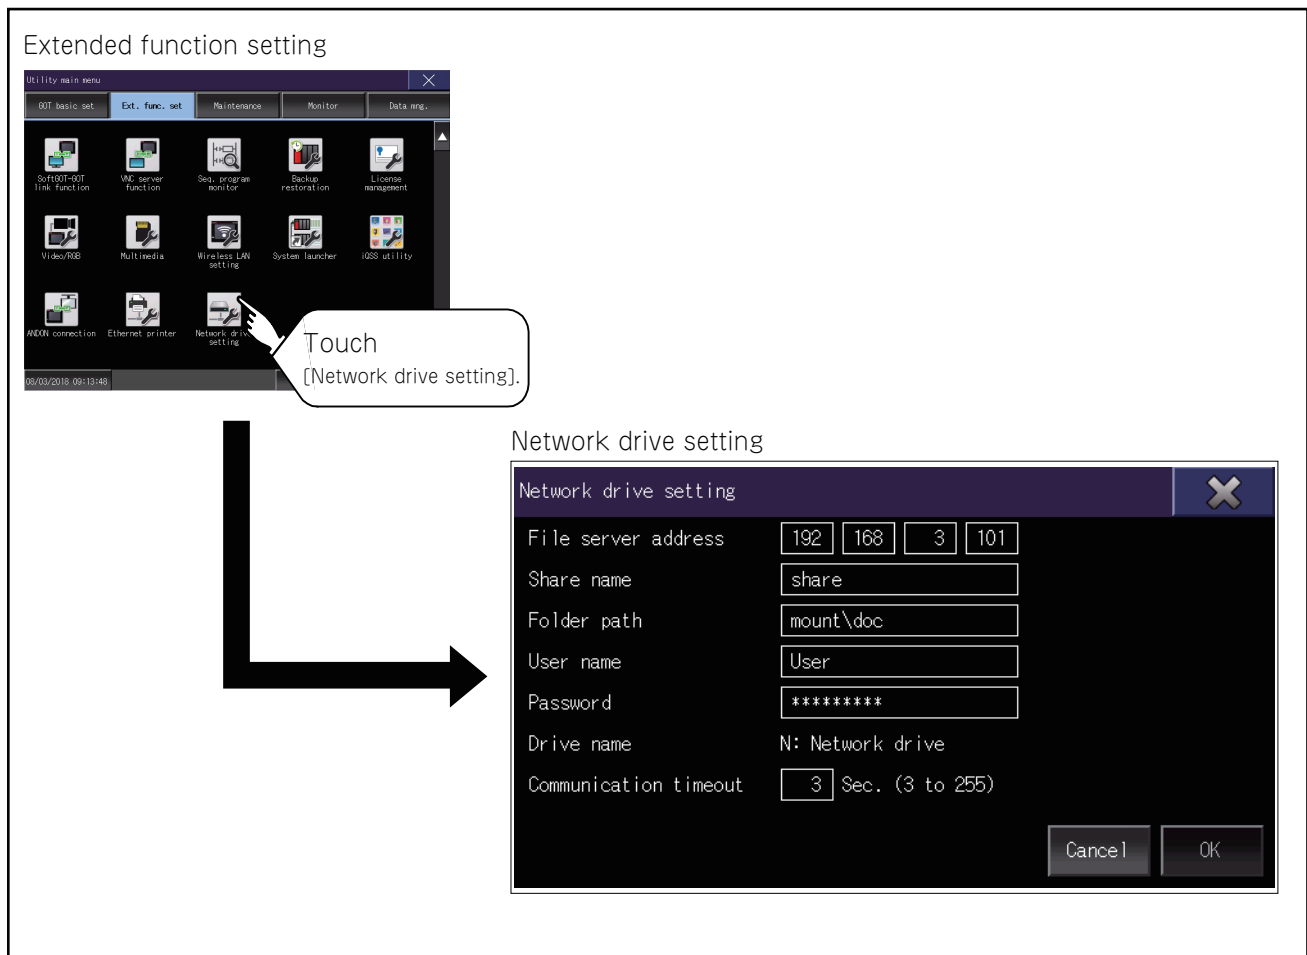 Extended function setting
Utility main menu
GOT basic set Ext. func. set Maintenance Monitor Data mng.
SoftGOT-GOT link function VNC server function Seq. program monitor Backup restoration License management
Video/RGB Multimedia Wireless LAN setting System launcher iQSS utility
ANDON connection Ethernet printer Network driv setting
Touch
[Network drive setting].
08/03/2018 09:13:48
Network drive setting
Network drive setting
File server address 192 168 3 101
Share name share
Folder path mount\doc
User name User
Password *********
Drive name N: Network drive
Communication timeout 3 Sec. (3 to 255)
Cancel OK